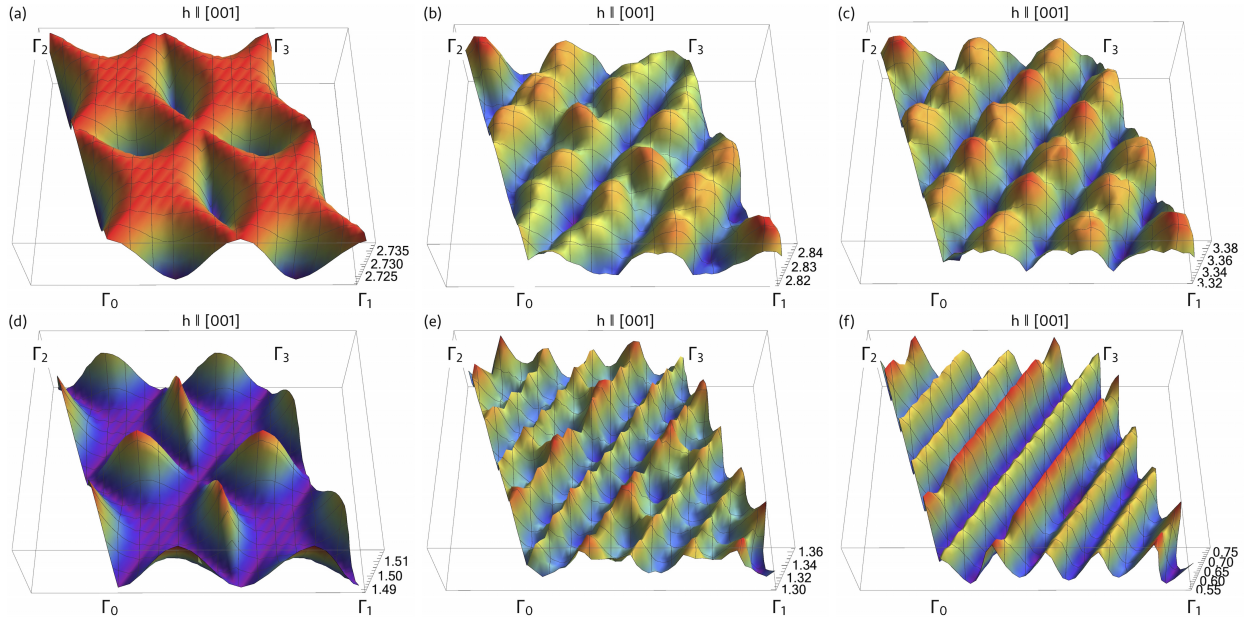 (a)
h ∥ [001]
Γ2
Γ3
2.735
2.730
2.725
Γ0
Γ1
(b)
h ∥ [001]
Γ2
Γ3
2.84
2.83
2.82
Γ0
Γ1
(c)
h ∥ [001]
Γ2
Γ3
3.38
3.36
3.34
3.32
Γ0
Γ1
(d)
h ∥ [001]
Γ2
Γ3
1.51
1.50
1.49
Γ0
Γ1
(e)
h ∥ [001]
Γ2
Γ3
1.36
1.34
1.32
1.30
Γ0
Γ1
(f)
h ∥ [001]
Γ2
Γ3
0.75
0.70
0.65
0.60
0.55
Γ0
Γ1